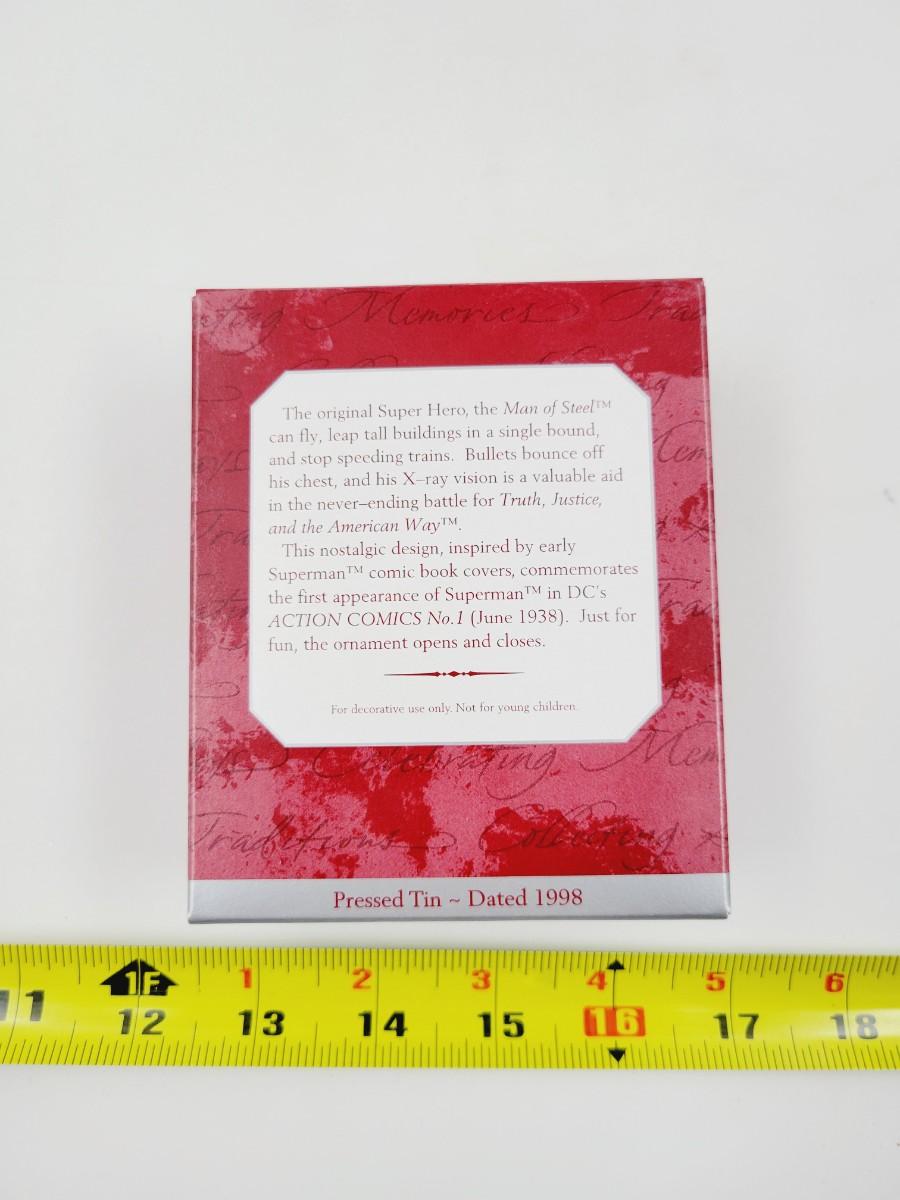 ating Memories Trad
The original Super Hero, the Man of Steel™
can fly, leap tall buildings in a single bound,
and stop speeding trains. Bullets bounce off
his chest, and his X–ray vision is a valuable aid
in the never–ending battle for Truth, Justice,
and the American Way™.
This nostalgic design, inspired by early
Superman™ comic book covers, commemorates
the first appearance of Superman™ in DC's
ACTION COMICS No.1 (June 1938). Just for
fun, the ornament opens and closes.
For decorative use only. Not for young children.
Celebrating Mem
Traditions Collecting
Pressed Tin ~ Dated 1998
1F 1 2 3 4 5 6
11 12 13 14 15 16 17 18